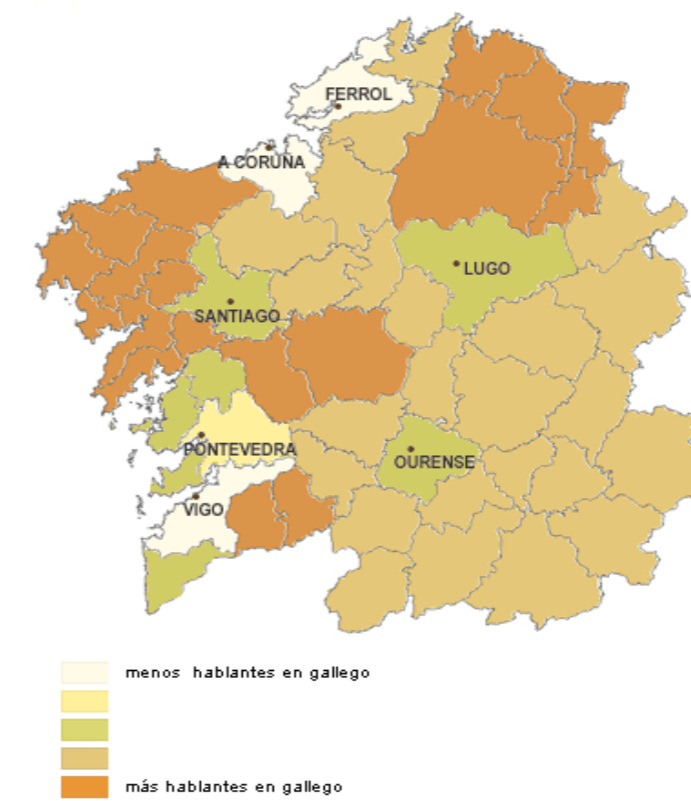 FERROL
A CORUÑA
LUGO
SANTIAGO
PONTEVEDRA
OURENSE
VIGO
menos hablantes en gallego
más hablantes en gallego